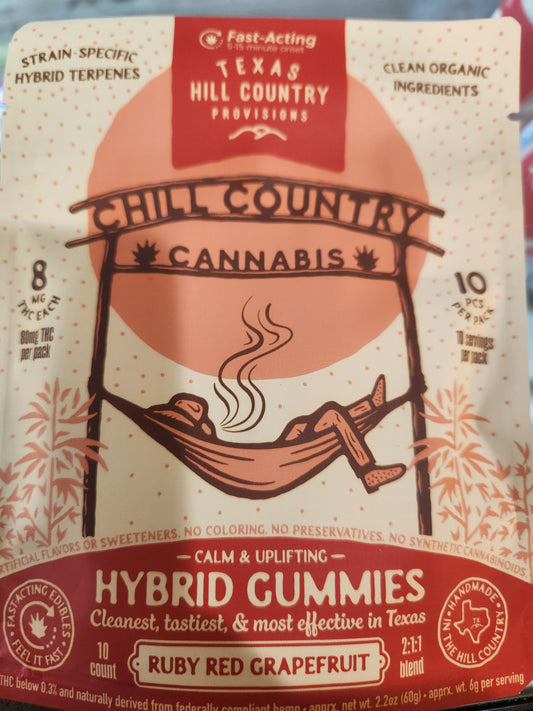 Fast-Acting
5-15 minute onset
STRAIN-SPECIFIC
HYBRID TERPENES
TEXAS
HILL COUNTRY
PROVISIONS
CLEAN ORGANIC
INGREDIENTS
CHILL COUNTRY
CANNABIS
8
MG
THC EACH
80mg THC
per pack
10
PCS
PER PACK
10 servings
per pack
ARTIFICIAL FLAVORS OR SWEETENERS. NO COLORING. NO PRESERVATIVES. NO SYNTHETIC CANNABINOIDS
CALM & UPLIFTING
HYBRID GUMMIES
Cleanest, tastiest, & most effective in Texas
FAST-ACTING EDIBLES
FEEL IT FAST
HANDMADE
TX
IN THE HILL COUNTRY
10
count
RUBY RED GRAPEFRUIT
2:1:1
blend
THC below 0.3% and naturally derived from federally compliant hemp • apprx. net wt. 2.2oz (60g) • apprx. wt. 6g per serving